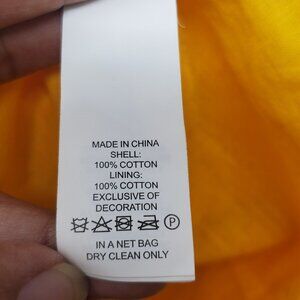 MADE IN CHINA
SHELL:
100% COTTON
LINING:
100% COTTON
EXCLUSIVE OF
DECORATION
P
IN A NET BAG
DRY CLEAN ONLY